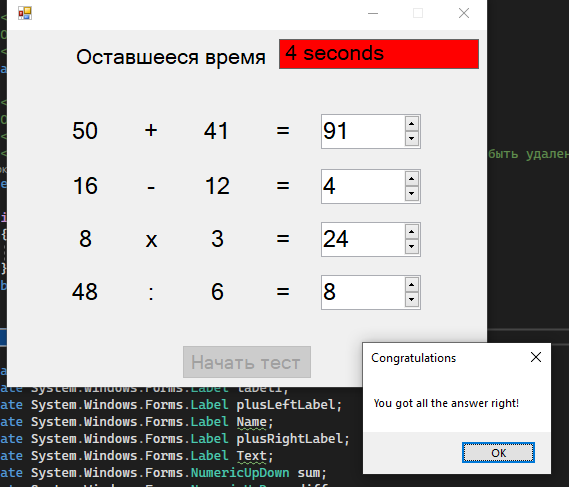 Оставшееся время 4 seconds
50 + 41 = 91
16 - 12 = 4
8 x 3 = 24
48 : 6 = 8
Начать тест
Congratulations
You got all the answer right!
OK
быть удален
ate System.Windows.Forms.Label label1;
ate System.Windows.Forms.Label plusLeftLabel;
ate System.Windows.Forms.Label Name;
ate System.Windows.Forms.Label plusRightLabel;
ate System.Windows.Forms.Label Text;
ate System.Windows.Forms.NumericUpDown sum;